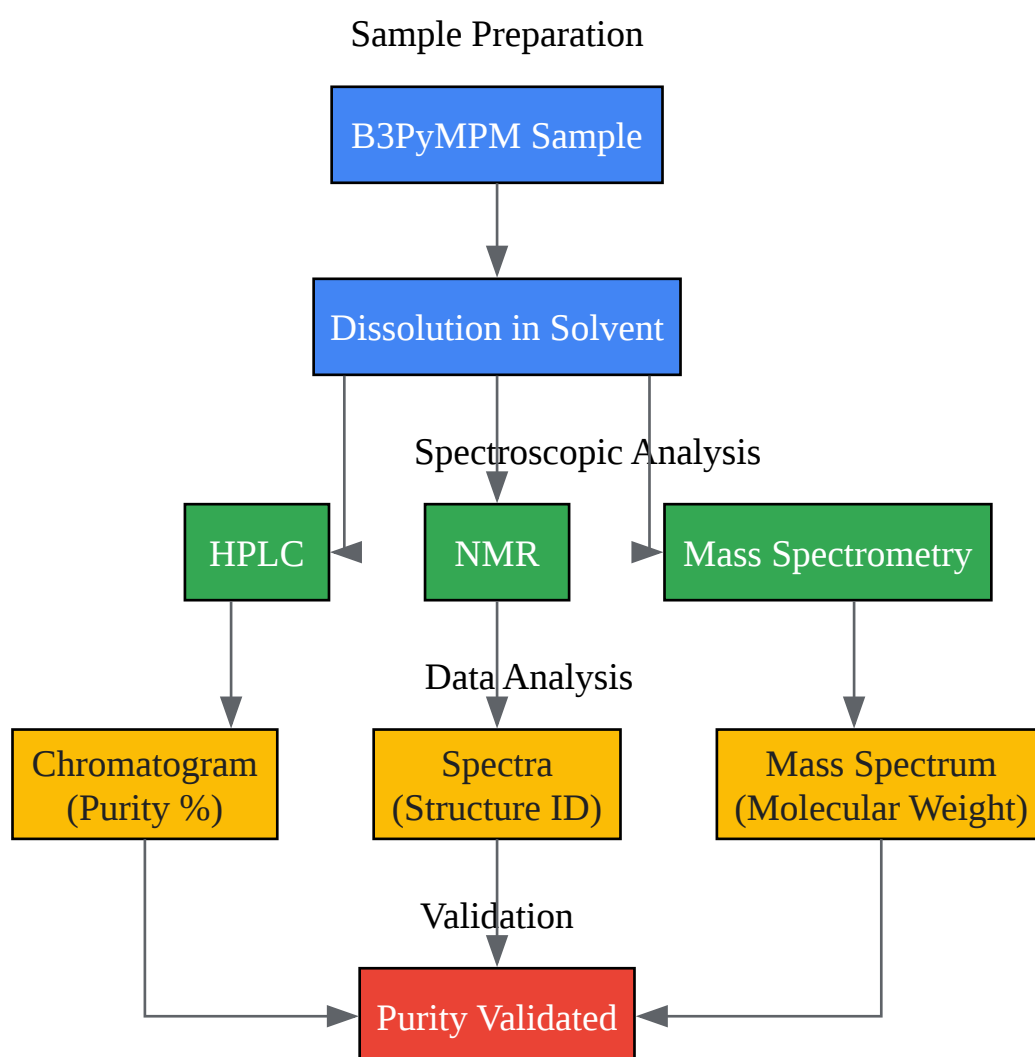 Sample Preparation
B3PyMPM Sample
Dissolution in Solvent
Spectroscopic Analysis
HPLC
NMR
Mass Spectrometry
Data Analysis
Chromatogram
(Purity %)
Spectra
(Structure ID)
Mass Spectrum
(Molecular Weight)
Validation
Purity Validated